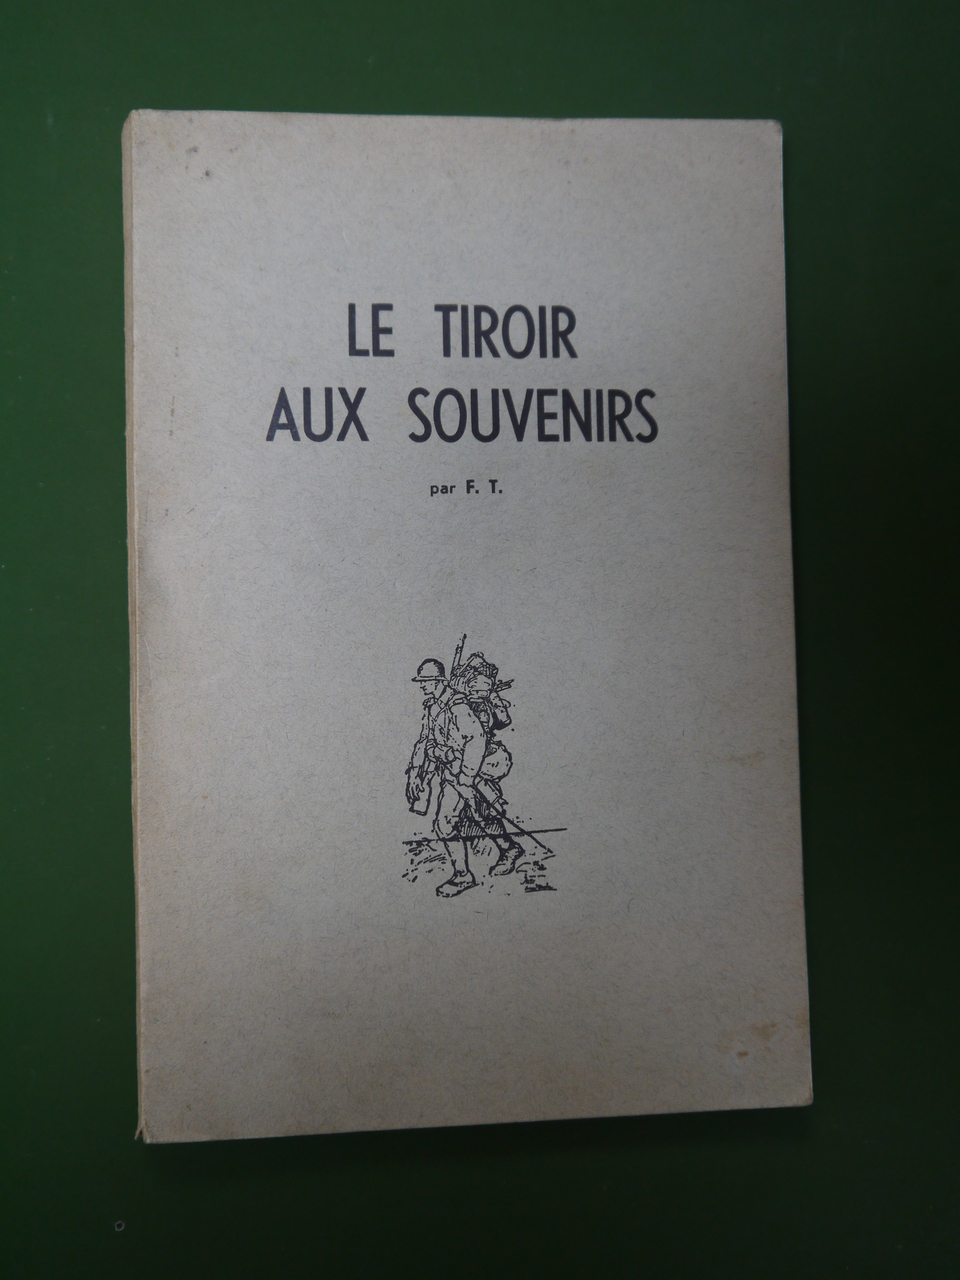 LE TIROIR
AUX SOUVENIRS
par F. T.